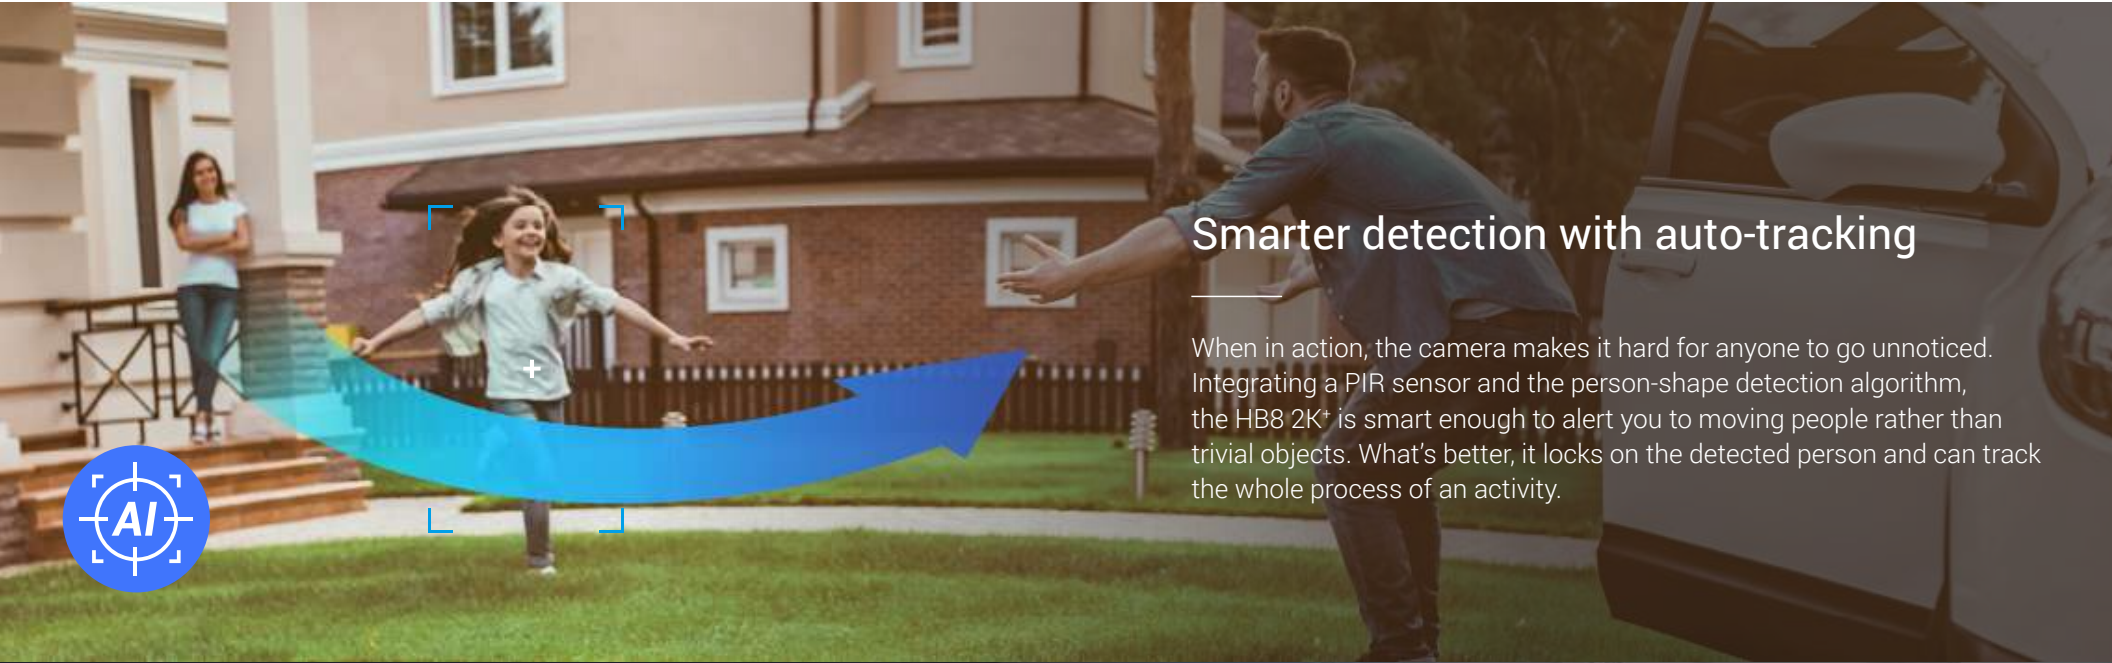 Smarter detection with auto-tracking
When in action, the camera makes it hard for anyone to go unnoticed.
Integrating a PIR sensor and the person-shape detection algorithm,
the HB8 2K⁺ is smart enough to alert you to moving people rather than
trivial objects. What's better, it locks on the detected person and can track
the whole process of an activity.
AI